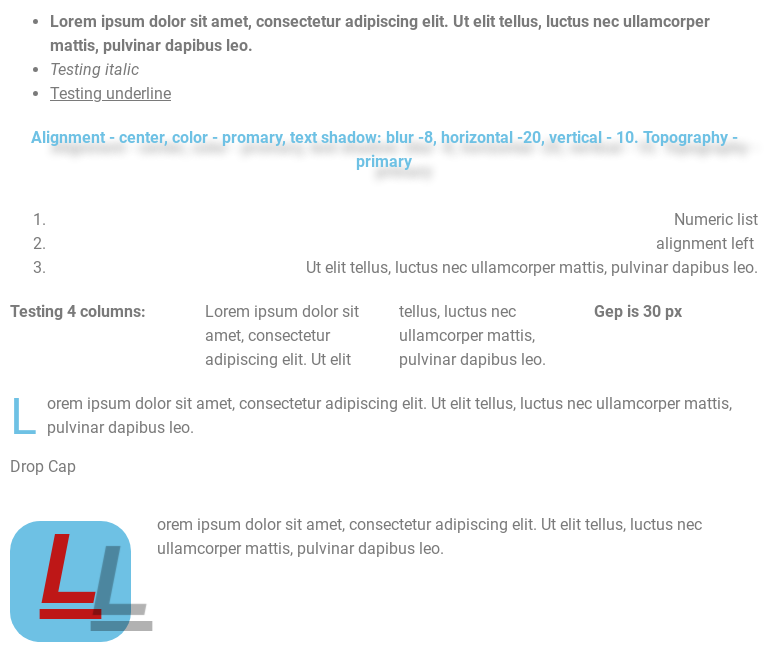 • Lorem ipsum dolor sit amet, consectetur adipiscing elit. Ut elit tellus, luctus nec ullamcorper
mattis, pulvinar dapibus leo.
• Testing italic
• Testing underline
Alignment - center, color - promary, text shadow: blur -8, horizontal -20, vertical - 10. Topography -
primary
1. Numeric list
2. alignment left
3. Ut elit tellus, luctus nec ullamcorper mattis, pulvinar dapibus leo.
Testing 4 columns:
Lorem ipsum dolor sit
amet, consectetur
adipiscing elit. Ut elit
tellus, luctus nec
ullamcorper mattis,
pulvinar dapibus leo.
Gep is 30 px
Lorem ipsum dolor sit amet, consectetur adipiscing elit. Ut elit tellus, luctus nec ullamcorper mattis,
pulvinar dapibus leo.
Drop Cap
Lorem ipsum dolor sit amet, consectetur adipiscing elit. Ut elit tellus, luctus nec
ullamcorper mattis, pulvinar dapibus leo.